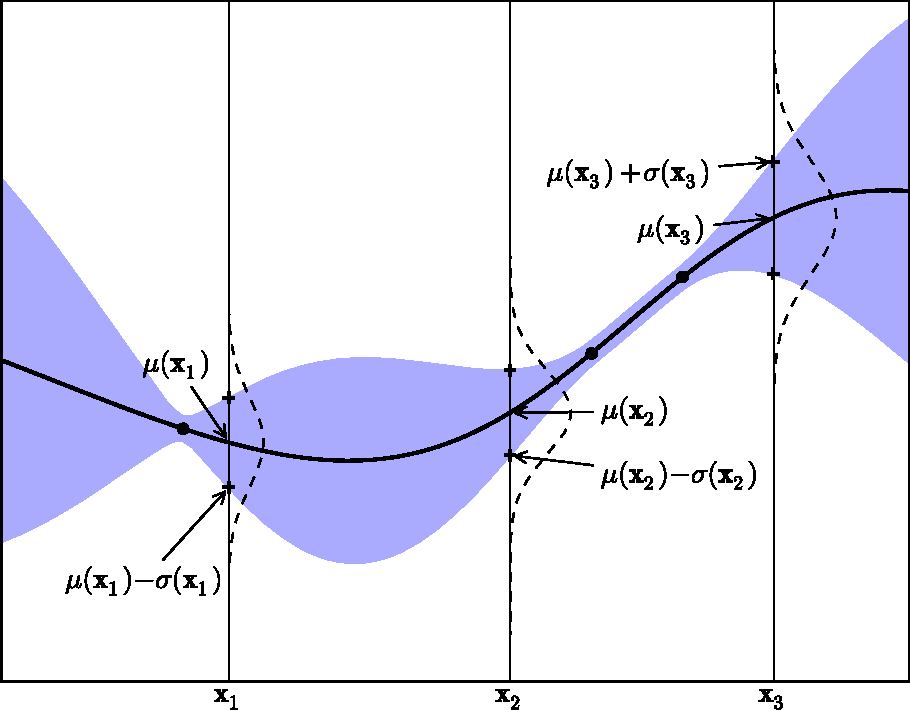 μ(x₃)+σ(x₃)
μ(x₃)
μ(x₁)
μ(x₂)
μ(x₂)−σ(x₂)
μ(x₁)−σ(x₁)
x₁
x₂
x₃